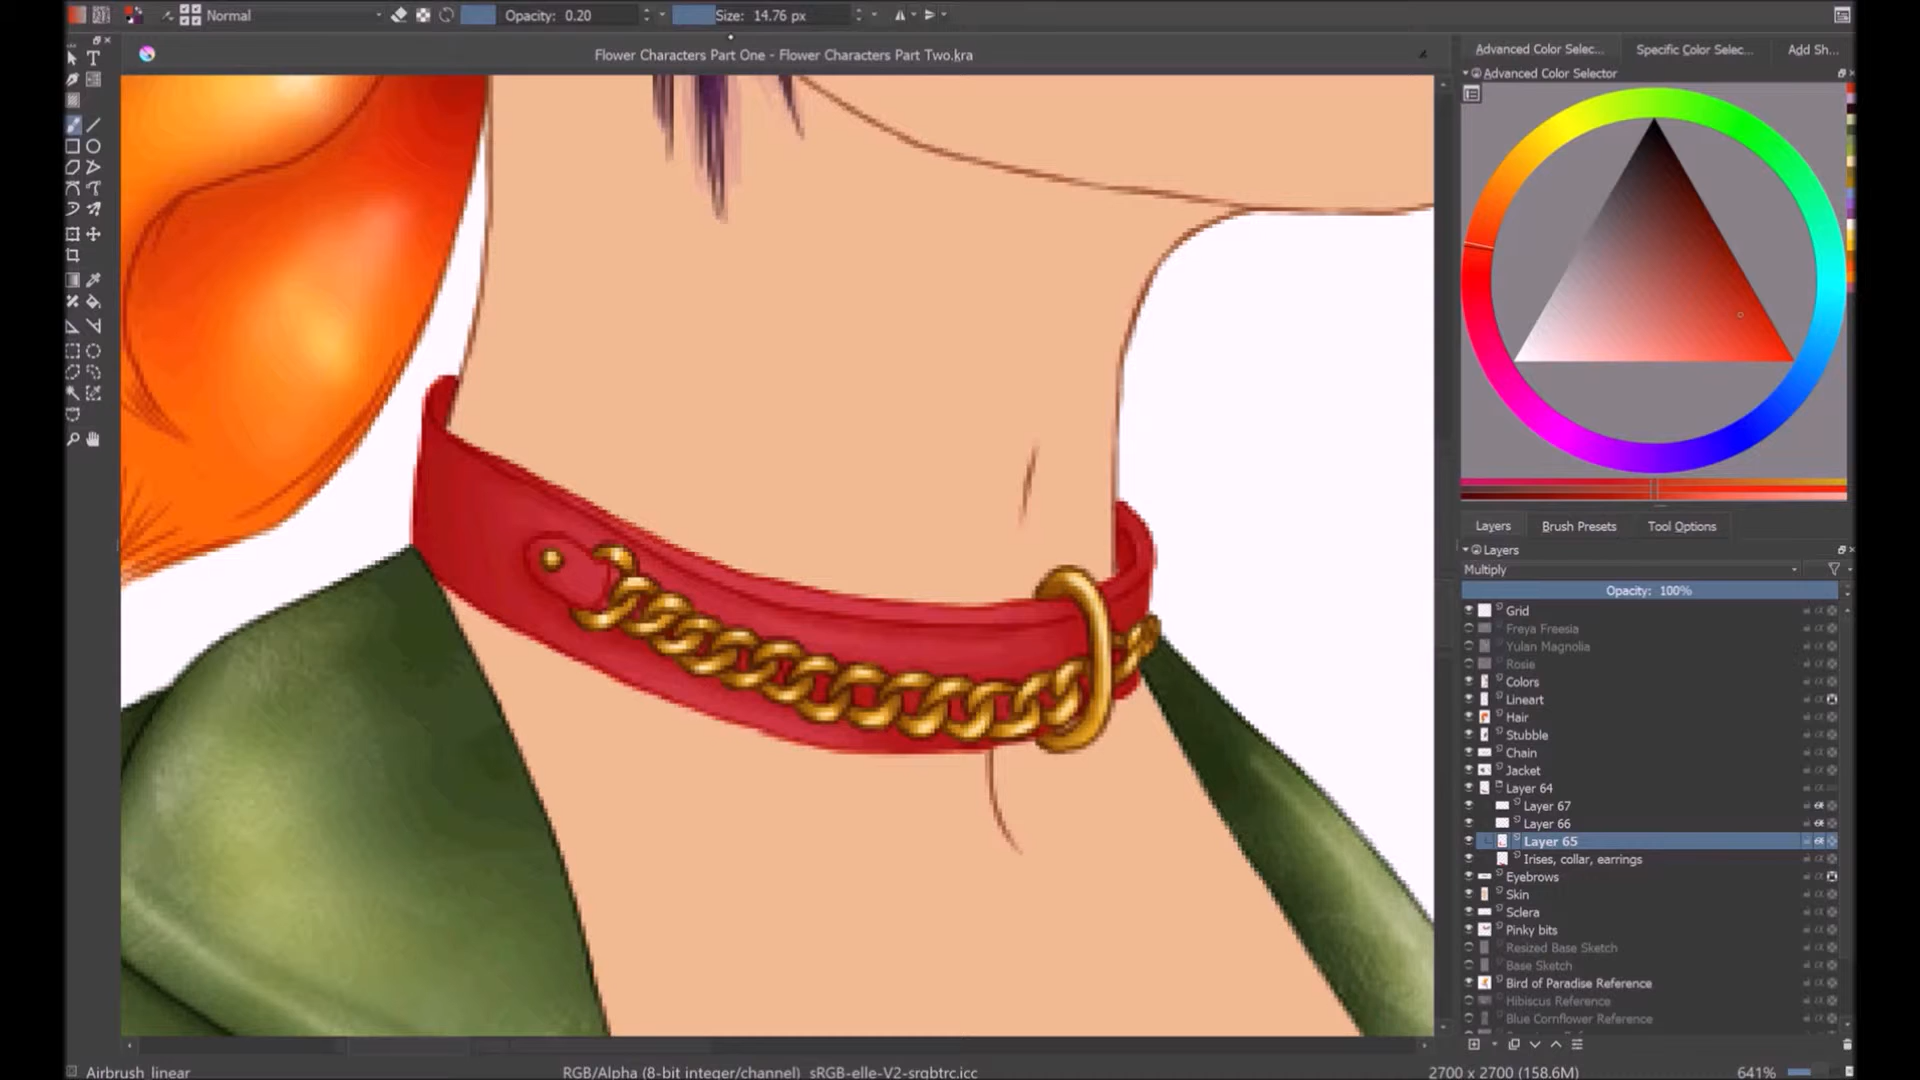 Normal
Opacity: 0.20
Size: 14.76 px
Flower Characters Part One - Flower Characters Part Two.kra
Advanced Color Selec...
Specific Color Selec...
Add Sh...
Advanced Color Selector
Layers
Brush Presets
Tool Options
Layers
Multiply
Opacity: 100%
Grid
Freya Freesia
Yulan Magnolia
Rosie
Colors
Lineart
Hair
Stubble
Chain
Jacket
Layer 64
Layer 67
Layer 66
Layer 65
Irises, collar, earrings
Eyebrows
Skin
Sclera
Pinky bits
Resized Base Sketch
Base Sketch
Bird of Paradise Reference
Hibiscus Reference
Blue Cornflower Reference
Airbrush linear
RGB/Alpha (8-bit integer/channel) sRGB-elle-V2-srgbtrc.icc
2700 x 2700 (158.6M)
641%